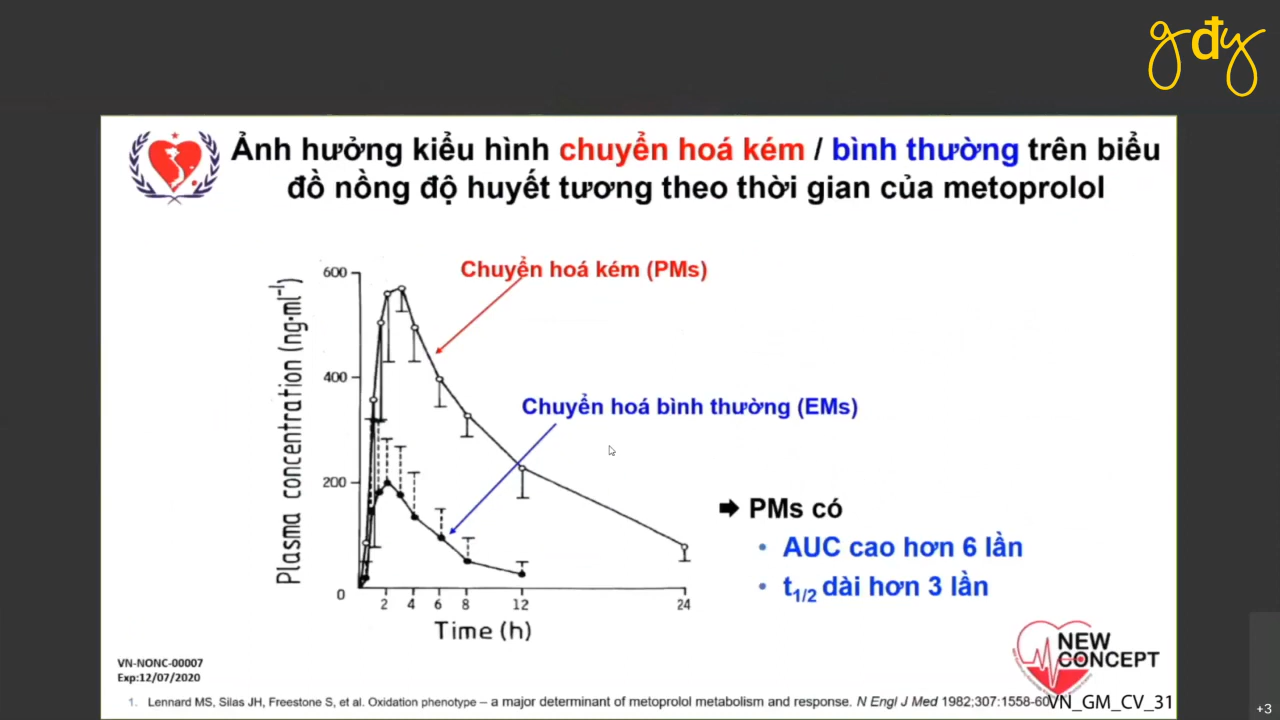 gđy
Ảnh hưởng kiểu hình chuyển hoá kém / bình thường trên biểu
đồ nồng độ huyết tương theo thời gian của metoprolol
Chuyển hoá kém (PMs)
Chuyển hoá bình thường (EMs)
Plasma concentration (ng·ml⁻¹)
600
400
200
0
2 4 6 8 12 24
Time (h)
➡ PMs có
• AUC cao hơn 6 lần
• t1/2 dài hơn 3 lần
NEW
CONCEPT
VN-NONC-00007
Exp:12/07/2020
1. Lennard MS, Silas JH, Freestone S, et al. Oxidation phenotype – a major determinant of metoprolol metabolism and response. N Engl J Med 1982;307:1558-60
VN_GM_CV_31
+3